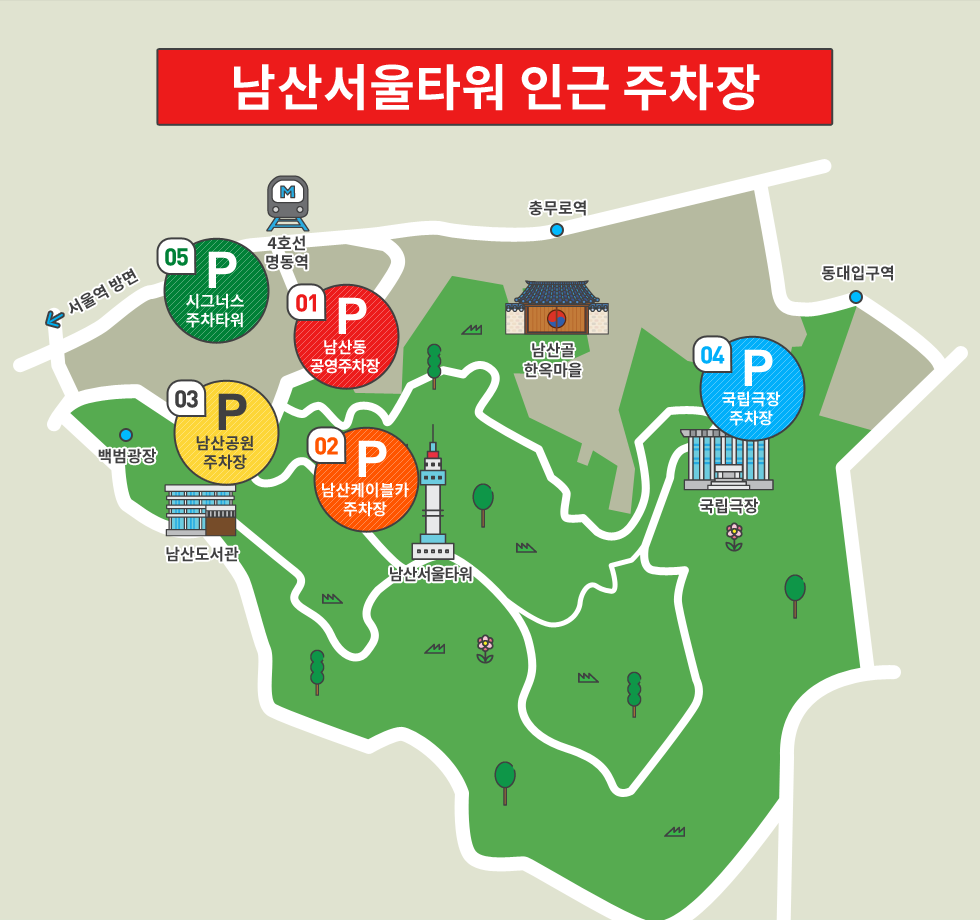 남산서울타워 인근 주차장
M
4호선
명동역
충무로역
동대입구역
서울역 방면
05
P
시그너스
주차타워
01
P
남산동
공영주차장
남산골
한옥마을
04
P
국립극장
주차장
03
P
남산공원
주차장
02
P
남산케이블카
주차장
백범광장
국립극장
남산도서관
남산서울타워